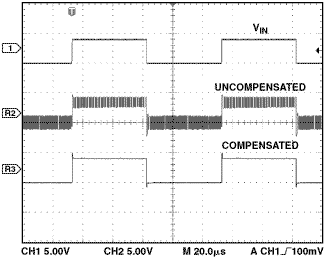 T
1
VIN
UNCOMPENSATED
R2
COMPENSATED
R3
CH1 5.00V CH2 5.00V M 20.0µs A CH1 100mV